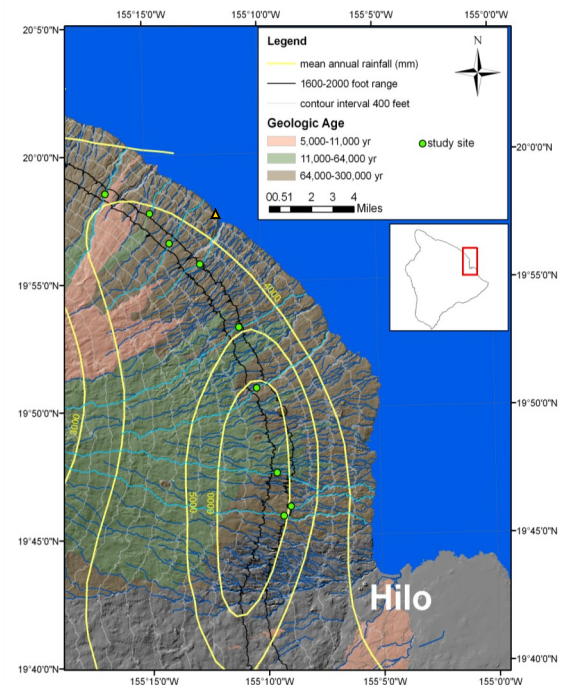 155°15'0"W 155°10'0"W 155°5'0"W 155°0'0"W
20°5'0"N
Legend
N
mean annual rainfall (mm)
1600-2000 foot range
contour interval 400 feet
Geologic Age
5,000-11,000 yr
study site
11,000-64,000 yr
64,000-300,000 yr
00.51 2 3 4
Miles
20°0'0"N 20°0'0"N
19°55'0"N 19°55'0"N
4000
19°50'0"N 19°50'0"N
5000
19°45'0"N 19°45'0"N
Hilo
19°40'0"N 19°40'0"N
155°15'0"W 155°10'0"W 155°5'0"W 155°0'0"W